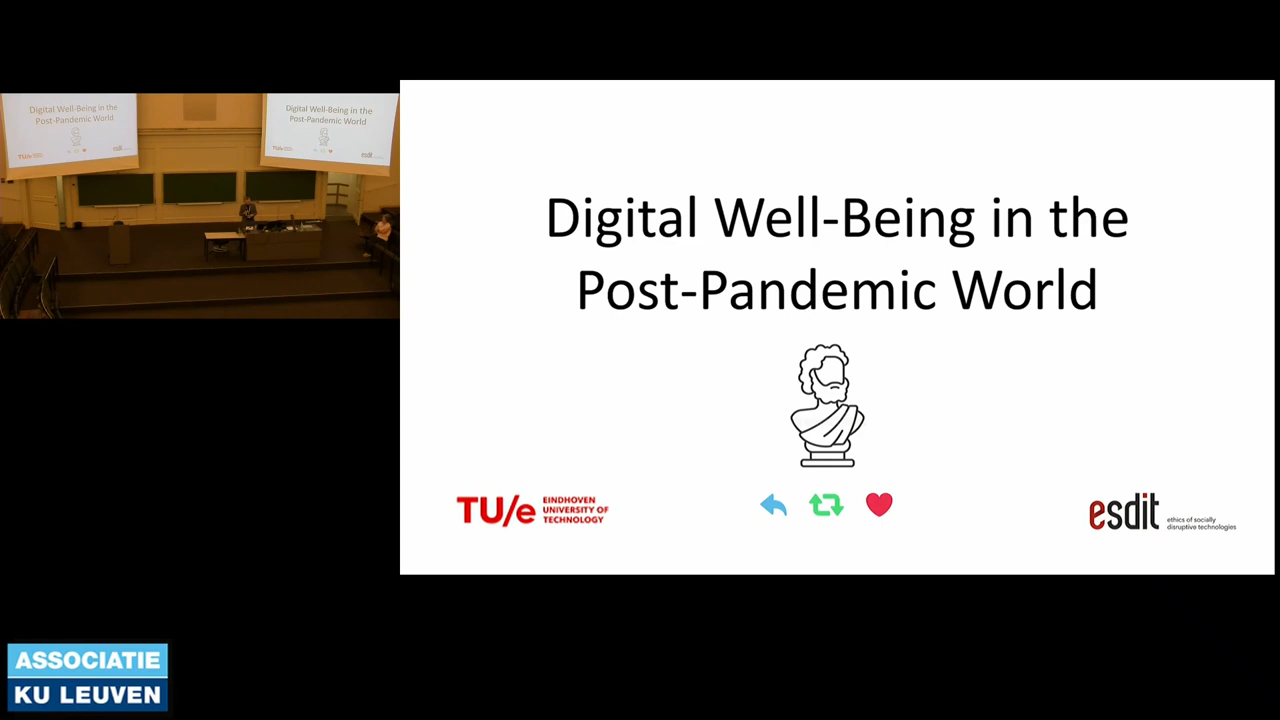 Digital Well-Being in the
Post-Pandemic World
TU/e
Digital Well-Being in the
Post-Pandemic World
esdit
Digital Well-Being in the
Post-Pandemic World
TU/e EINDHOVEN
UNIVERSITY OF
TECHNOLOGY
esdit ethics of socially
disruptive technologies
ASSOCIATIE
KU LEUVEN